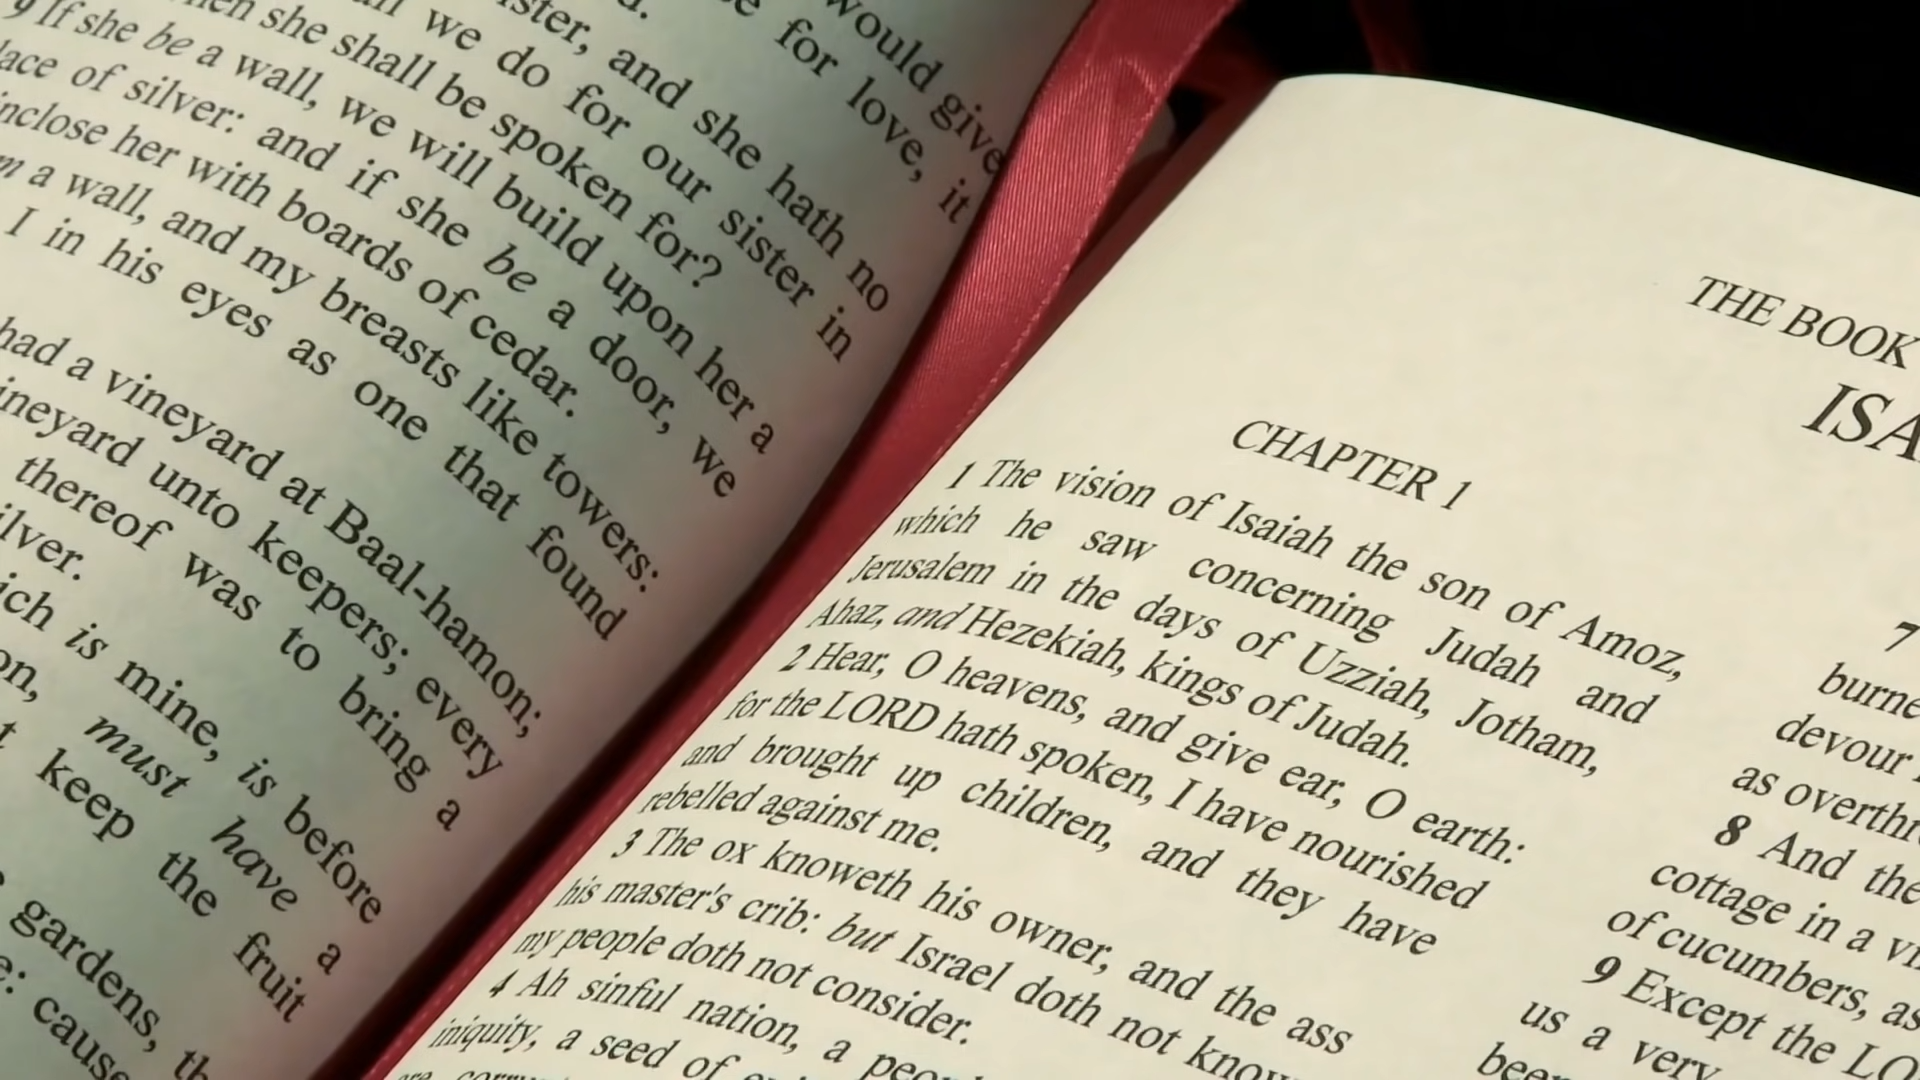 would give
for love, it
we do for our sister in
ister, and she hath no
hen she shall be spoken for?
9 If she be a wall, we will build upon her a
lace of silver: and if she be a door, we
inclose her with boards of cedar.
m a wall, and my breasts like towers:
I in his eyes as one that found
had a vineyard at Baal-hamon;
ineyard unto keepers; every
thereof was to bring a
ilver.
ich is mine, is before
on, must have a
t keep the fruit
gardens, th
e: cause
THE BOOK
ISA
CHAPTER 1
1 The vision of Isaiah the son of Amoz,
which he saw concerning Judah and
Jerusalem in the days of Uzziah, Jotham,
Ahaz, and Hezekiah, kings of Judah.
2 Hear, O heavens, and give ear, O earth:
for the LORD hath spoken, I have nourished
and brought up children, and they have
rebelled against me.
3 The ox knoweth his owner, and the ass
his master's crib: but Israel doth not know
my people doth not consider.
4 Ah sinful nation, a peop
iniquity, a seed of
7
burne
devour
as overthr
8 And the
cottage in a vi
of cucumbers, as
9 Except the LO
us a very
been